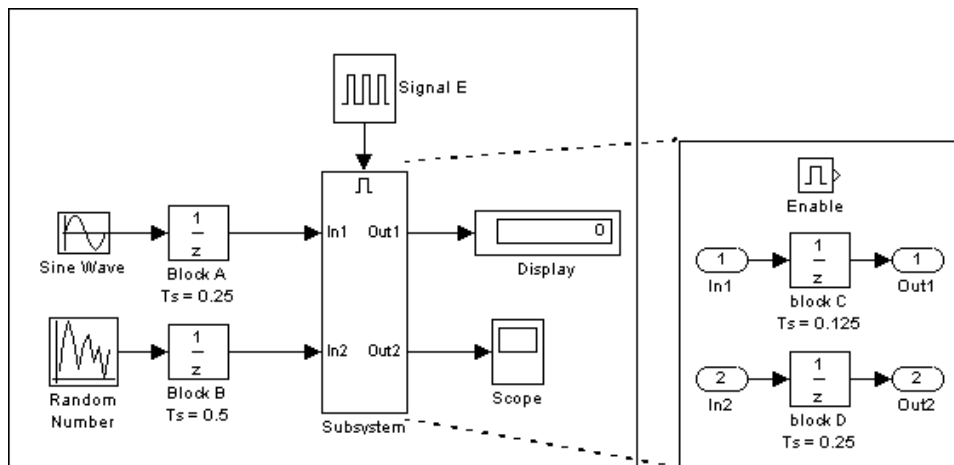 Signal E
In1
Out1
0
Sine Wave
1
z
Block A
Ts = 0.25
Display
In2
Out2
Random
Number
1
z
Block B
Ts = 0.5
Scope
Subsystem
Enable
1
In1
1
z
block C
Ts = 0.125
1
Out1
2
In2
1
z
block D
Ts = 0.25
2
Out2